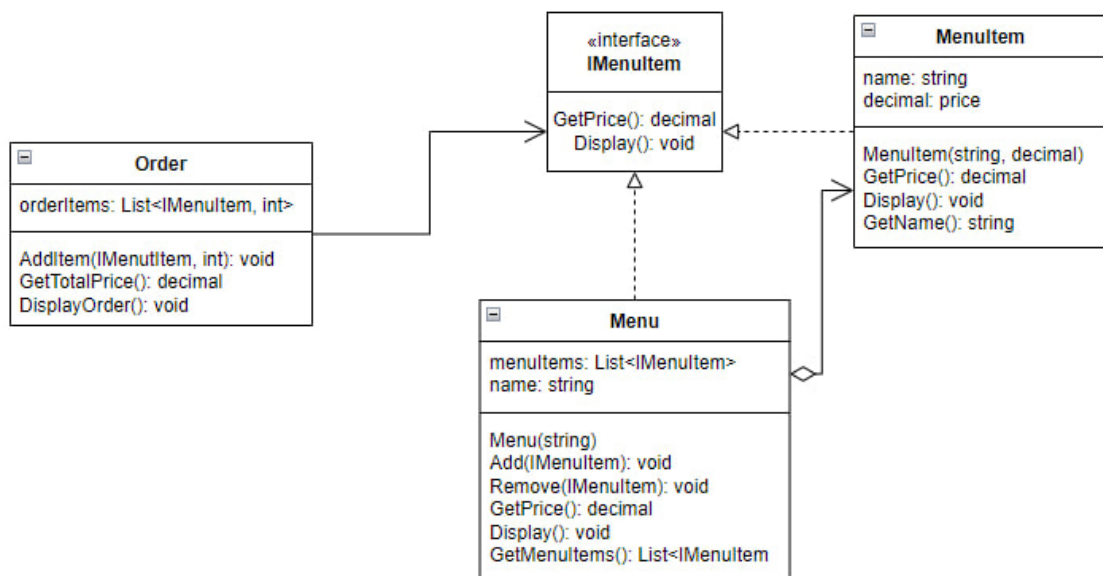 «interface»
IMenuItem
GetPrice(): decimal
Display(): void
MenuItem
name: string
decimal: price
MenuItem(string, decimal)
GetPrice(): decimal
Display(): void
GetName(): string
Order
orderItems: List<IMenuItem, int>
AddItem(IMenutItem, int): void
GetTotalPrice(): decimal
DisplayOrder(): void
Menu
menuItems: List<IMenuItem>
name: string
Menu(string)
Add(IMenuItem): void
Remove(IMenuItem): void
GetPrice(): decimal
Display(): void
GetMenuItems(): List<IMenuItem